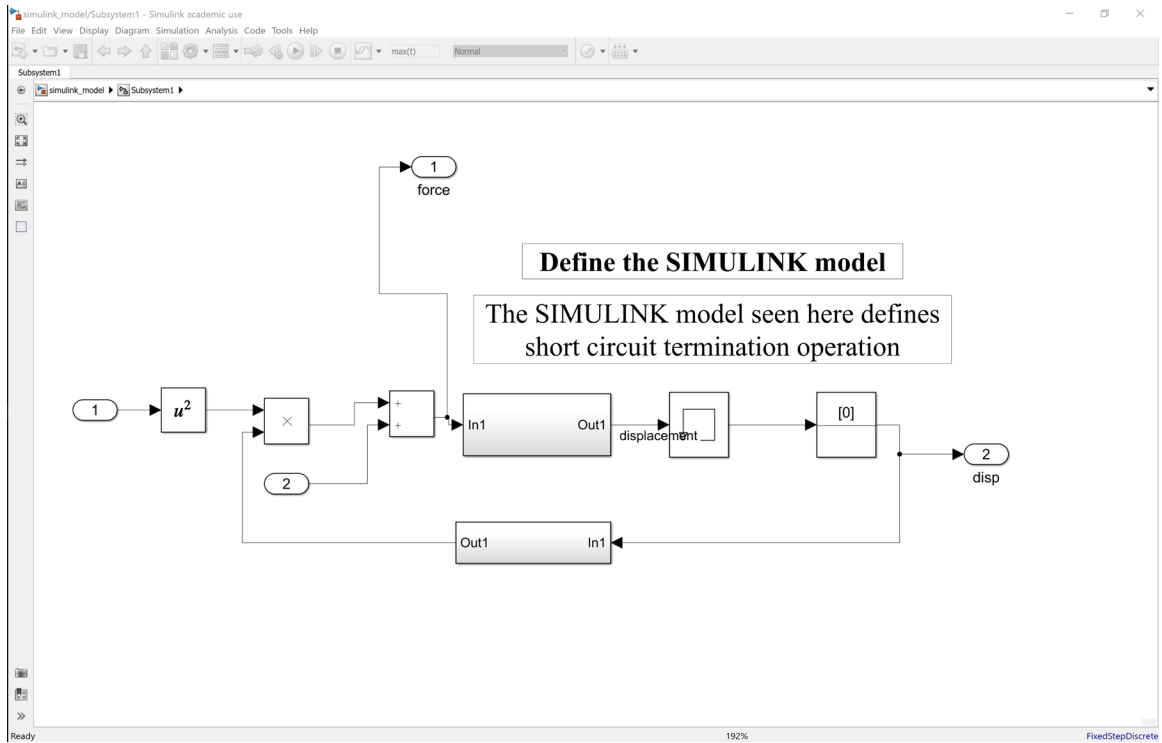 simulink_model/Subsystem1 - Simulink academic use
File Edit View Display Diagram Simulation Analysis Code Tools Help
max(t) Normal
Subsystem1
simulink_model Subsystem1
1
force
Define the SIMULINK model
The SIMULINK model seen here defines
short circuit termination operation
1
u²
×
+
+
In1 Out1
displacement
[0]
2
disp
2
Out1 In1
Ready 192% FixedStepDiscrete